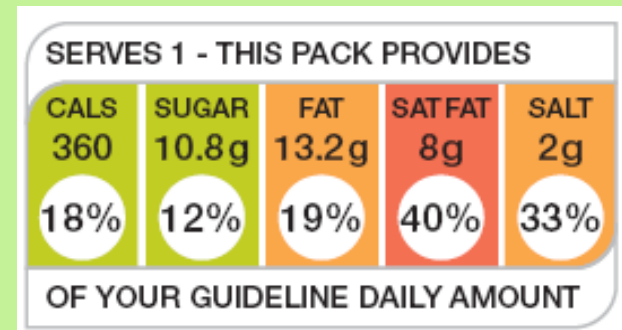 SERVES 1 - THIS PACK PROVIDES
CALS SUGAR FAT SAT FAT SALT
360 10.8g 13.2g 8g 2g
18% 12% 19% 40% 33%
OF YOUR GUIDELINE DAILY AMOUNT